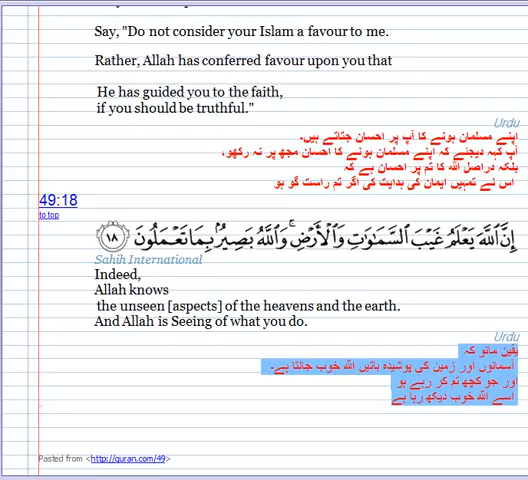 Say, "Do not consider your Islam a favour to me.
Rather, Allah has conferred favour upon you that
He has guided you to the faith,
if you should be truthful."
Urdu
اپنے مسلمان ہونے کا آپ پر احسان جتاتے ہیں۔
آپ کہہ دیجئے کہ اپنے مسلمان ہونے کا احسان مجھ پر نہ رکھو،
بلکہ دراصل اللہ کا تم پر احسان ہے کہ
اس نے تمہیں ایمان کی ہدایت کی اگر تم راست گو ہو
49:18
to top
إِنَّ ٱللَّهَ يَعْلَمُ غَيْبَ ٱلسَّمَٰوَٰتِ وَٱلْأَرْضِ ۚ وَٱللَّهُ بَصِيرٌۢ بِمَا تَعْمَلُونَ ﴿١٨﴾
Sahih International
Indeed,
Allah knows
the unseen [aspects] of the heavens and the earth.
And Allah is Seeing of what you do.
Urdu
یقین مانو کہ
آسمانوں اور زمین کی پوشیدہ باتیں اللہ خوب جانتا ہے۔
اور جو کچھ تم کر رہے ہو
اسے اللہ خوب دیکھ رہا ہے
Pasted from <http://quran.com/49>